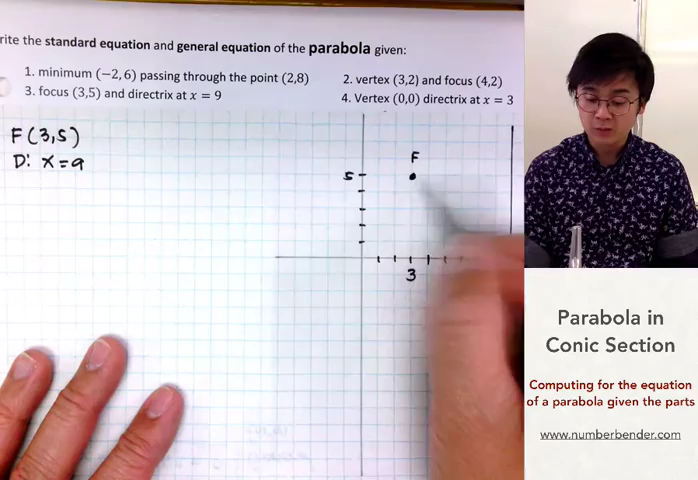 rite the standard equation and general equation of the parabola given:
1. minimum (−2, 6) passing through the point (2,8)
2. vertex (3,2) and focus (4,2)
3. focus (3,5) and directrix at x = 9
4. Vertex (0,0) directrix at x = 3
F(3,5)
D: x=9
F
5
3
Parabola in
Conic Section
Computing for the equation
of a parabola given the parts
www.numberbender.com